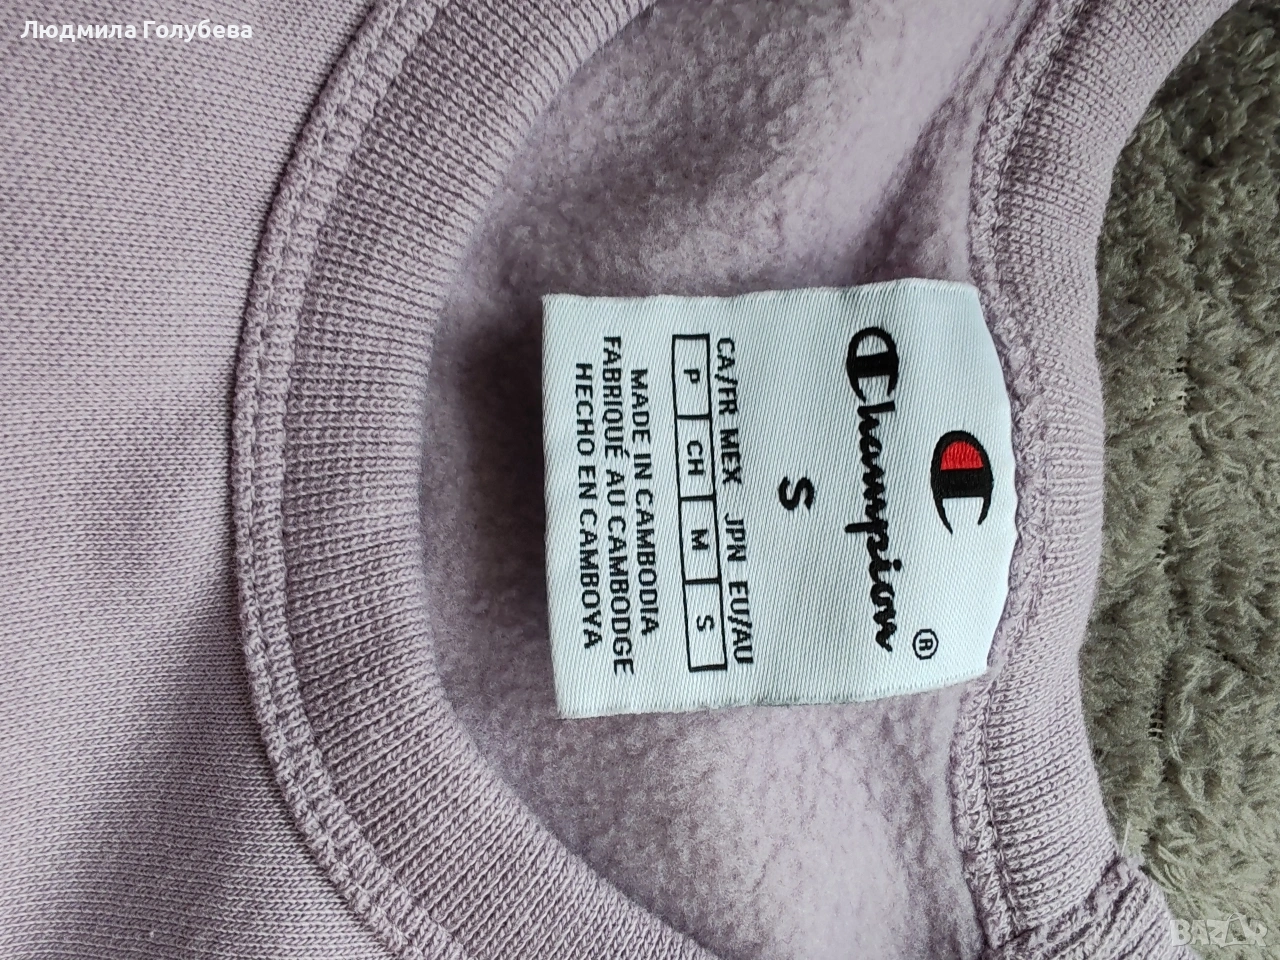 Людмила Голубева
Champion®
S
CA/FR MEX JPN EU/AU
P CH M S
MADE IN CAMBODIA
FABRIQUÉ AU CAMBODGE
HECHO EN CAMBOYA
BAZAR